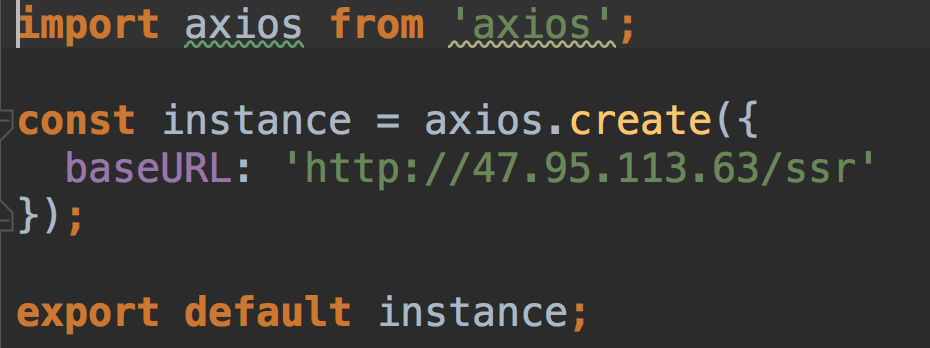 import axios from 'axios';
const instance = axios.create({
baseURL: 'http://47.95.113.63/ssr'
});
export default instance;